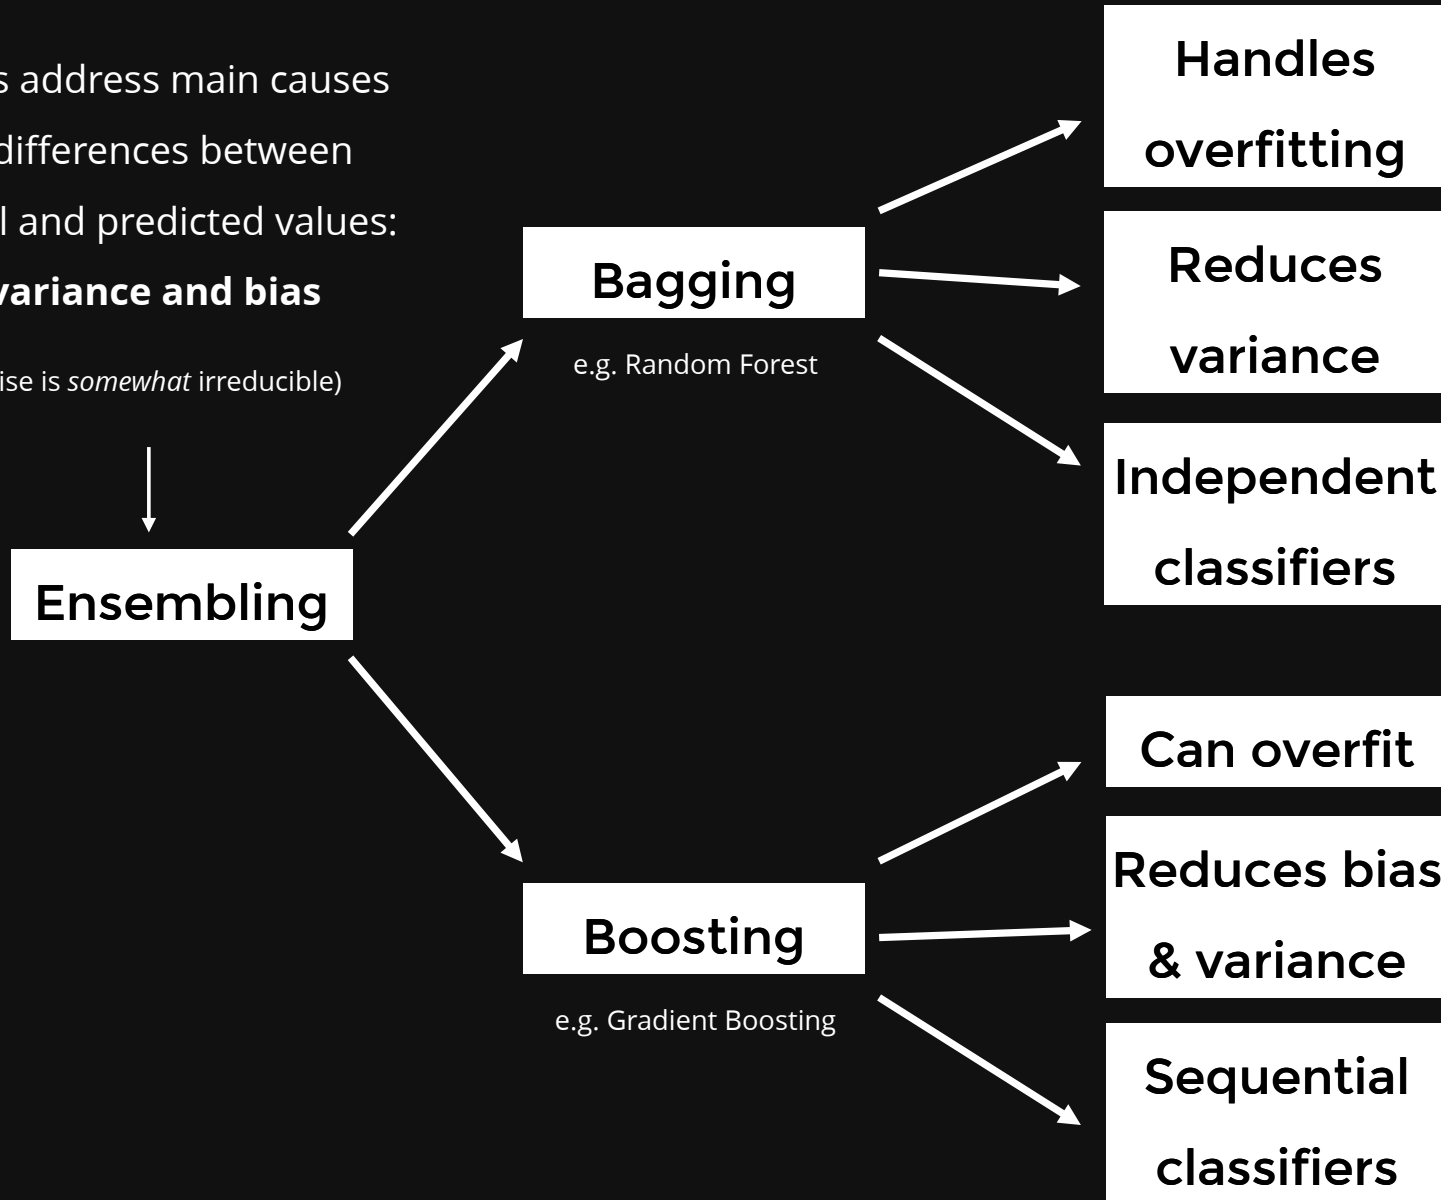 address main causes
differences between
and predicted values:
variance and bias
is somewhat irreducible)
Ensembling
Bagging
e.g. Random Forest
Handles
overfitting
Reduces
variance
Independent
classifiers
Boosting
e.g. Gradient Boosting
Can overfit
Reduces bias
& variance
Sequential
classifiers